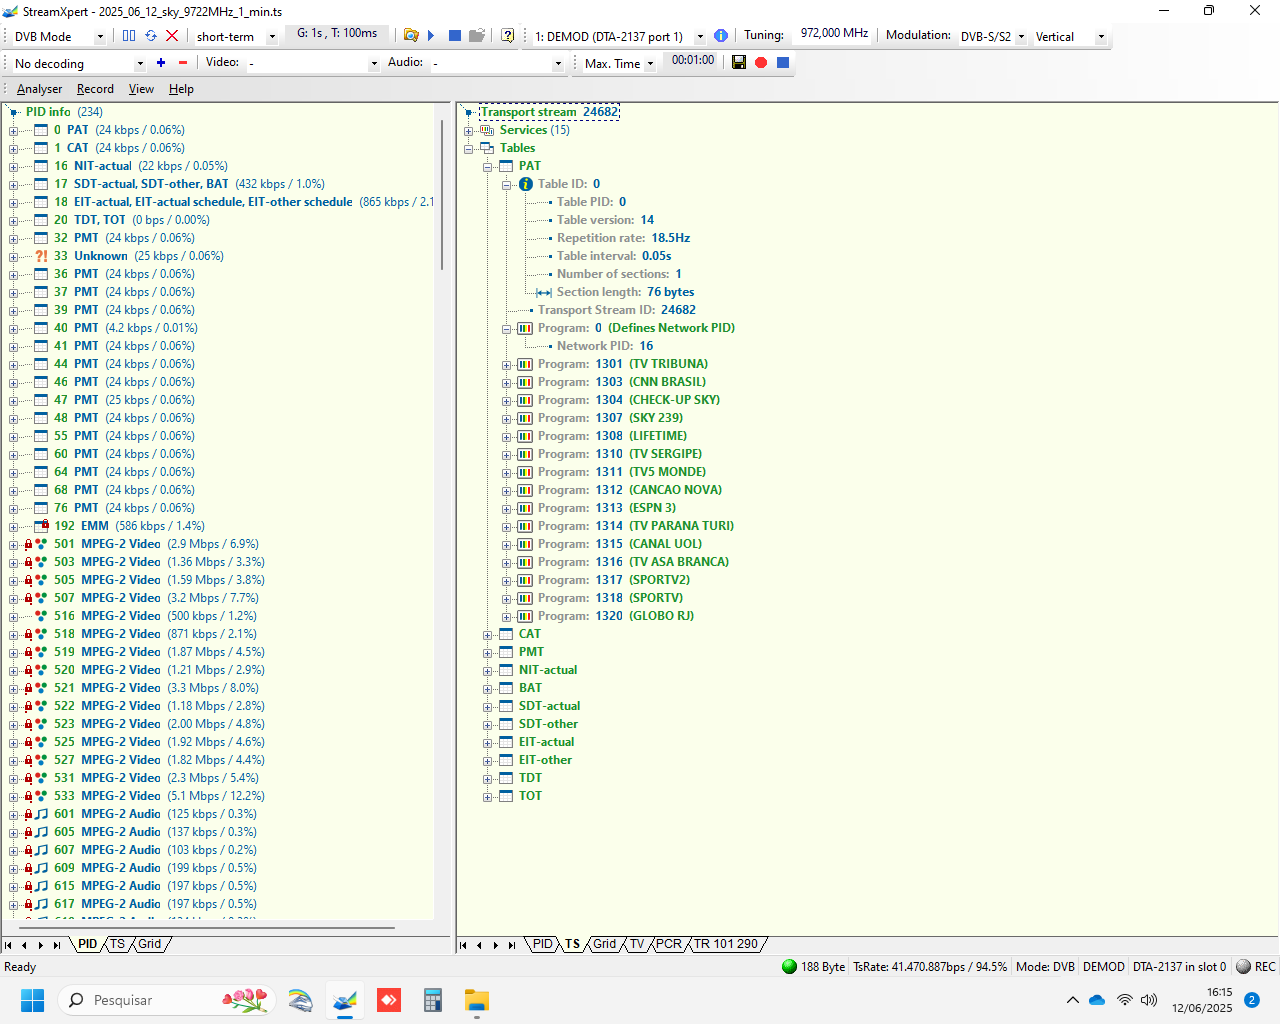 StreamXpert - 2025_06_12_sky_9722MHz_1_min.ts
DVB Mode short-term G: 1s , T: 100ms 1: DEMOD (DTA-2137 port 1) Tuning: 972,000 MHz Modulation: DVB-S/S2 Vertical
No decoding Video: - Audio: - Max. Time 00:01:00
Analyser Record View Help
PID info (234)
0 PAT (24 kbps / 0.06%)
1 CAT (24 kbps / 0.06%)
16 NIT-actual (22 kbps / 0.05%)
17 SDT-actual, SDT-other, BAT (432 kbps / 1.0%)
18 EIT-actual, EIT-actual schedule, EIT-other schedule (865 kbps / 2.1
20 TDT, TOT (0 bps / 0.00%)
32 PMT (24 kbps / 0.06%)
?! 33 Unknown (25 kbps / 0.06%)
36 PMT (24 kbps / 0.06%)
37 PMT (24 kbps / 0.06%)
39 PMT (24 kbps / 0.06%)
40 PMT (4.2 kbps / 0.01%)
41 PMT (24 kbps / 0.06%)
44 PMT (24 kbps / 0.06%)
46 PMT (24 kbps / 0.06%)
47 PMT (25 kbps / 0.06%)
48 PMT (24 kbps / 0.06%)
55 PMT (24 kbps / 0.06%)
60 PMT (24 kbps / 0.06%)
64 PMT (24 kbps / 0.06%)
68 PMT (24 kbps / 0.06%)
76 PMT (24 kbps / 0.06%)
192 EMM (586 kbps / 1.4%)
501 MPEG-2 Video (2.9 Mbps / 6.9%)
503 MPEG-2 Video (1.36 Mbps / 3.3%)
505 MPEG-2 Video (1.59 Mbps / 3.8%)
507 MPEG-2 Video (3.2 Mbps / 7.7%)
516 MPEG-2 Video (500 kbps / 1.2%)
518 MPEG-2 Video (871 kbps / 2.1%)
519 MPEG-2 Video (1.87 Mbps / 4.5%)
520 MPEG-2 Video (1.21 Mbps / 2.9%)
521 MPEG-2 Video (3.3 Mbps / 8.0%)
522 MPEG-2 Video (1.18 Mbps / 2.8%)
523 MPEG-2 Video (2.00 Mbps / 4.8%)
525 MPEG-2 Video (1.92 Mbps / 4.6%)
527 MPEG-2 Video (1.82 Mbps / 4.4%)
531 MPEG-2 Video (2.3 Mbps / 5.4%)
533 MPEG-2 Video (5.1 Mbps / 12.2%)
601 MPEG-2 Audio (125 kbps / 0.3%)
605 MPEG-2 Audio (137 kbps / 0.3%)
607 MPEG-2 Audio (103 kbps / 0.2%)
609 MPEG-2 Audio (199 kbps / 0.5%)
615 MPEG-2 Audio (197 kbps / 0.5%)
617 MPEG-2 Audio (197 kbps / 0.5%)
PID TS Grid
Transport stream 24682
Services (15)
Tables
PAT
Table ID: 0
Table PID: 0
Table version: 14
Repetition rate: 18.5Hz
Table interval: 0.05s
Number of sections: 1
Section length: 76 bytes
Transport Stream ID: 24682
Program: 0 (Defines Network PID)
Network PID: 16
Program: 1301 (TV TRIBUNA)
Program: 1303 (CNN BRASIL)
Program: 1304 (CHECK-UP SKY)
Program: 1307 (SKY 239)
Program: 1308 (LIFETIME)
Program: 1310 (TV SERGIPE)
Program: 1311 (TV5 MONDE)
Program: 1312 (CANCAO NOVA)
Program: 1313 (ESPN 3)
Program: 1314 (TV PARANA TURI)
Program: 1315 (CANAL UOL)
Program: 1316 (TV ASA BRANCA)
Program: 1317 (SPORTV2)
Program: 1318 (SPORTV)
Program: 1320 (GLOBO RJ)
CAT
PMT
NIT-actual
BAT
SDT-actual
SDT-other
EIT-actual
EIT-other
TDT
TOT
PID TS Grid TV PCR TR 101 290
Ready 188 Byte TsRate: 41.470.887bps / 94.5% Mode: DVB DEMOD DTA-2137 in slot 0 REC
Pesquisar 16:15
12/06/2025 2